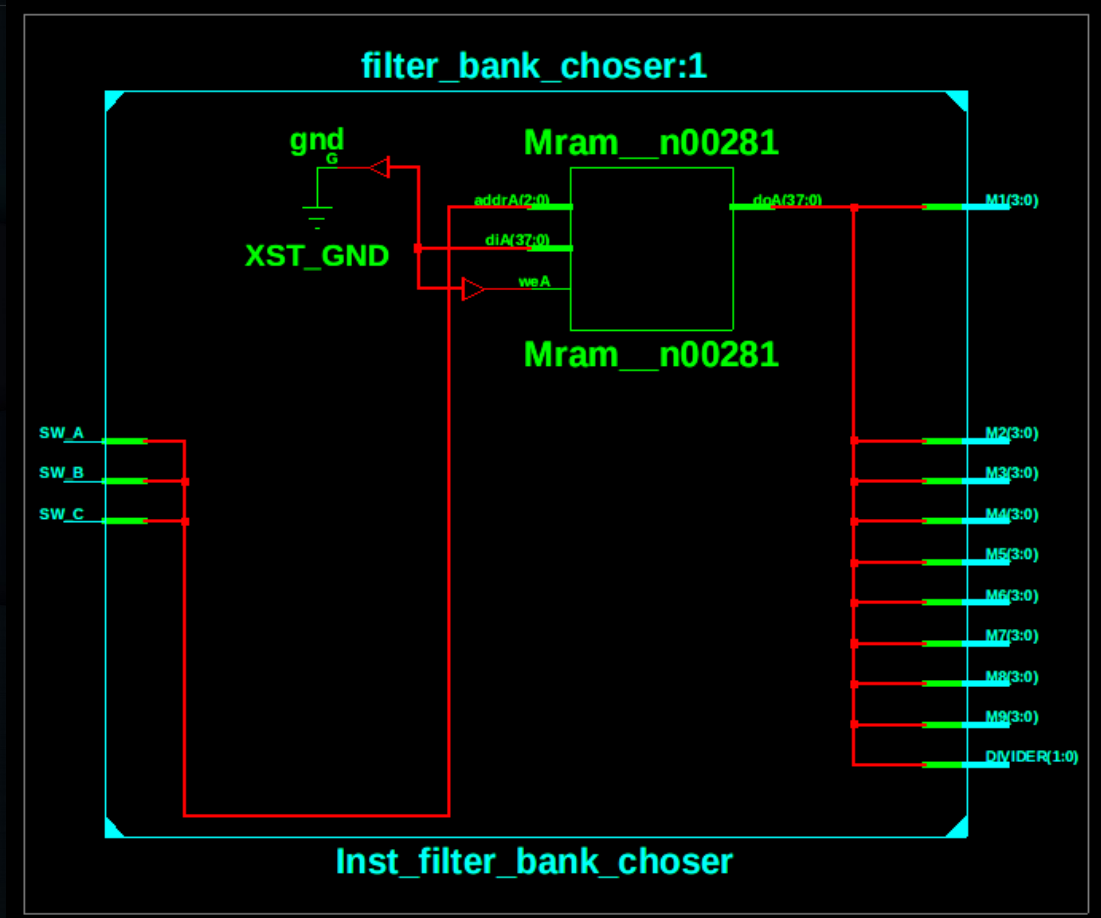 filter_bank_choser:1
gnd
G
XST_GND
Mram__n00281
addrA(2:0)
diA(37:0)
weA
doA(37:0)
Mram__n00281
SW_A
SW_B
SW_C
M1(3:0)
M2(3:0)
M3(3:0)
M4(3:0)
M5(3:0)
M6(3:0)
M7(3:0)
M8(3:0)
M9(3:0)
DIVIDER(1:0)
Inst_filter_bank_choser